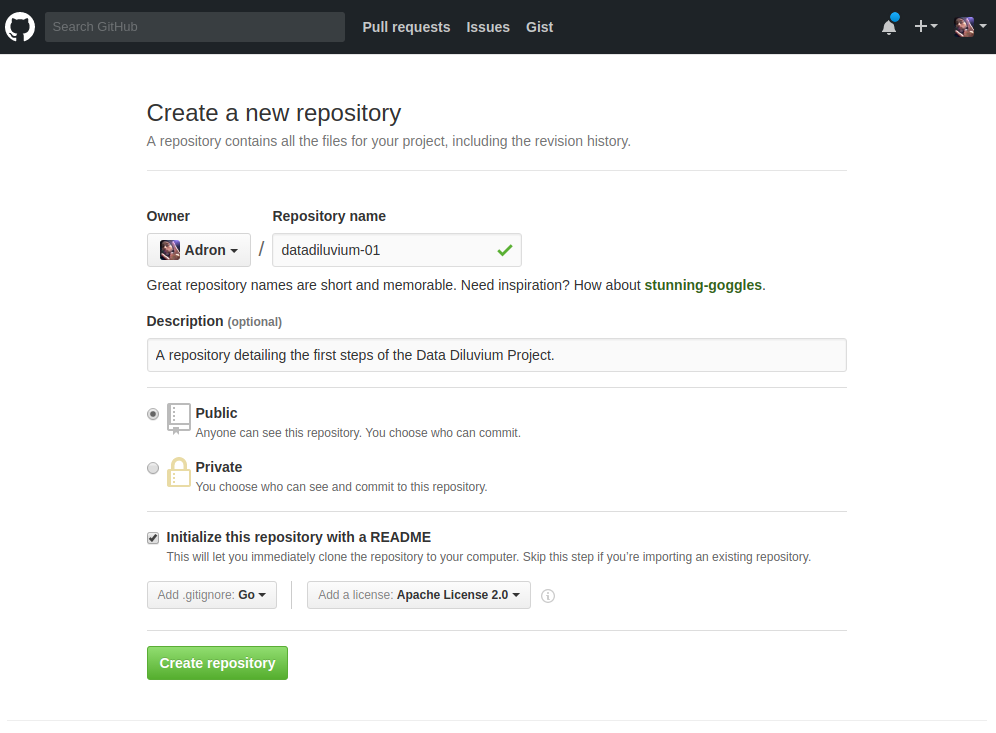 Search GitHub Pull requests Issues Gist
Create a new repository
A repository contains all the files for your project, including the revision history.
Owner Repository name
Adron / datadiluvium-01
Great repository names are short and memorable. Need inspiration? How about stunning-goggles.
Description (optional)
A repository detailing the first steps of the Data Diluvium Project.
Public
Anyone can see this repository. You choose who can commit.
Private
You choose who can see and commit to this repository.
Initialize this repository with a README
This will let you immediately clone the repository to your computer. Skip this step if you’re importing an existing repository.
Add .gitignore: Go Add a license: Apache License 2.0
Create repository